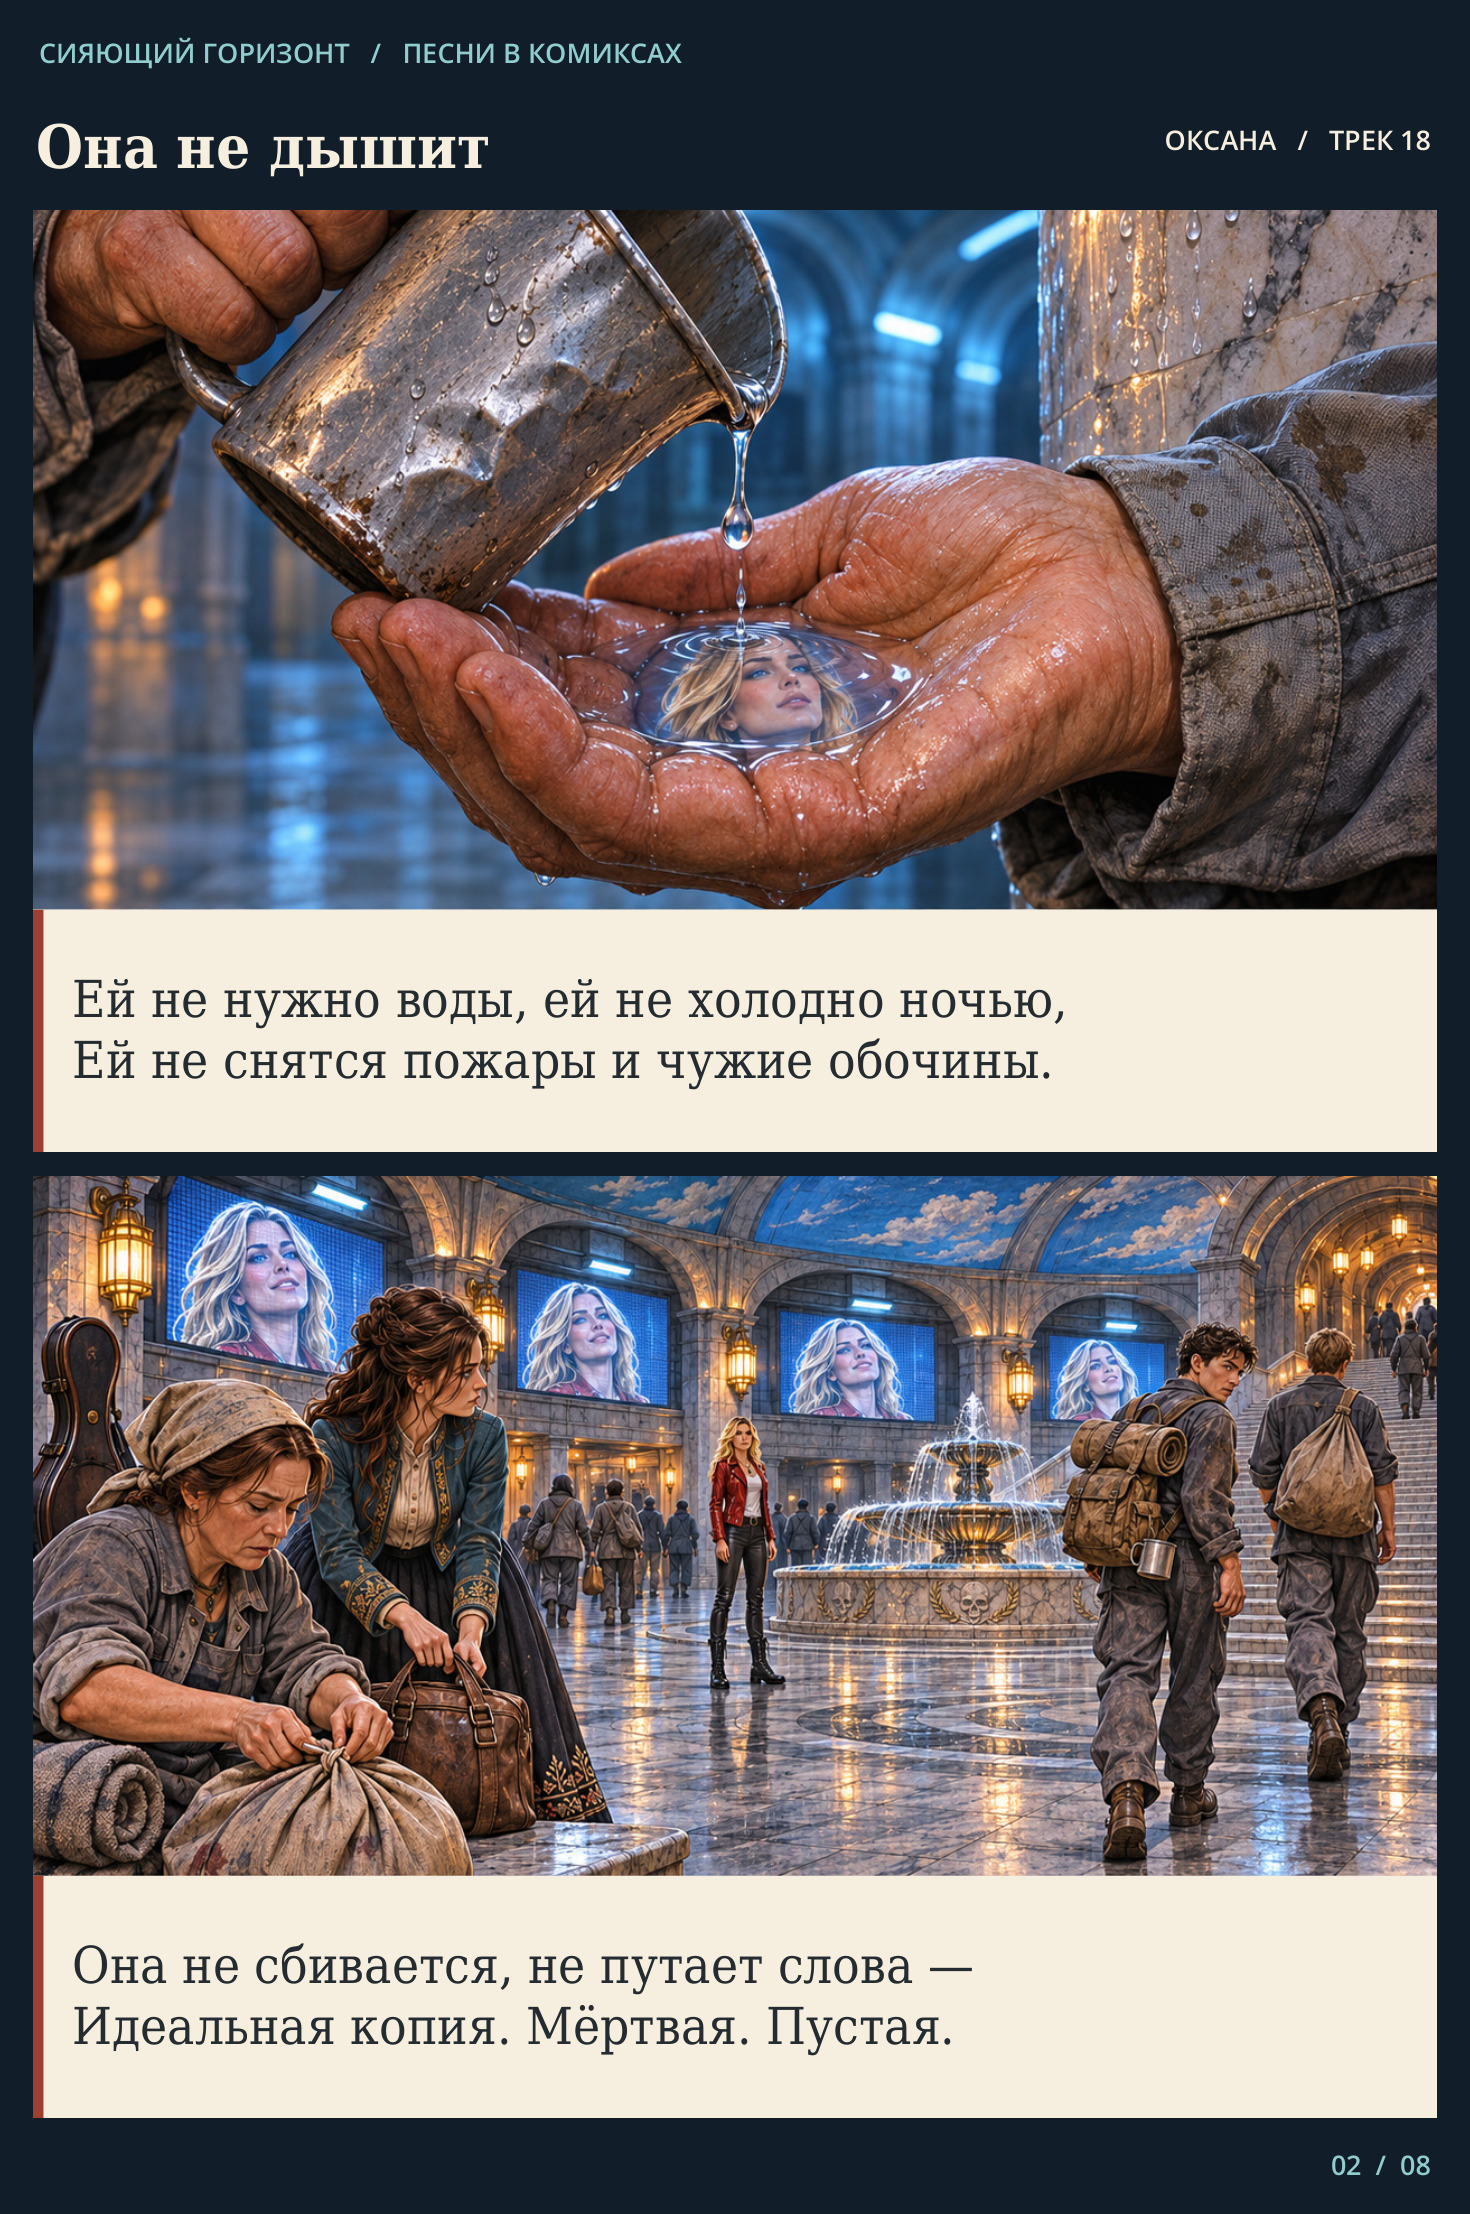 СИЯЮЩИЙ ГОРИЗОНТ / ПЕСНИ В КОМИКСАХ
Она не дышит
ОКСАНА / ТРЕК 18
Ей не нужно воды, ей не холодно ночью,
Ей не снятся пожары и чужие обочины.
Она не сбивается, не путает слова —
Идеальная копия. Мёртвая. Пустая.
02 / 08